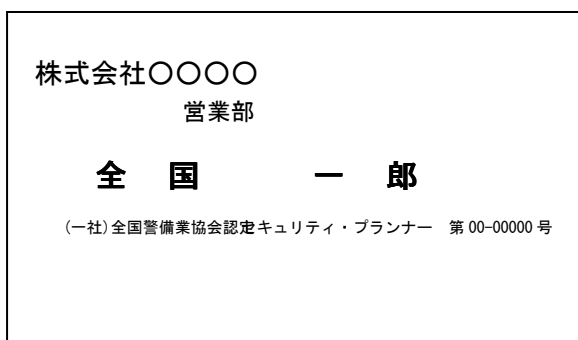 株式会社〇〇〇〇
営業部
全 国 一 郎
(一社)全国警備業協会認定セキュリティ・プランナー 第 00-00000 号